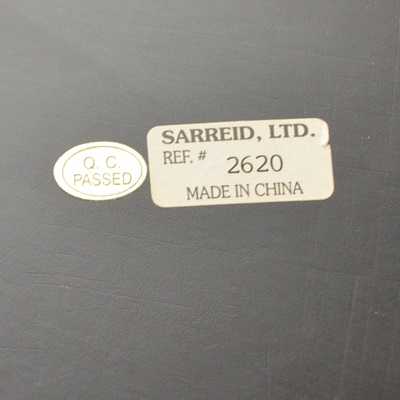 Q. C.
PASSED
SARREID, LTD.
REF. # 2620
MADE IN CHINA